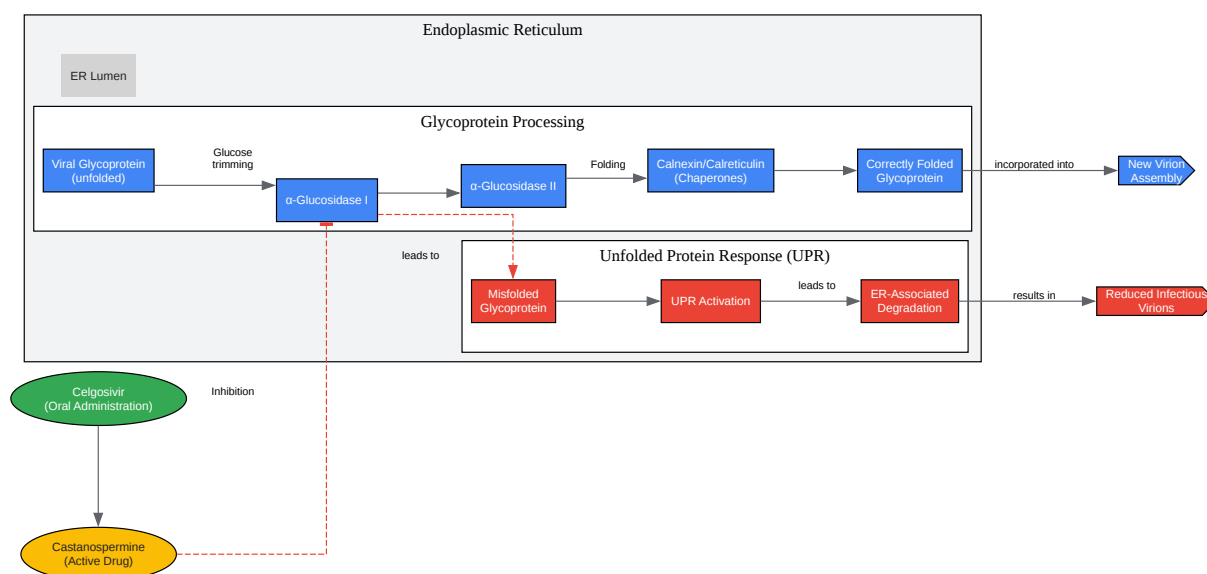 Endoplasmic Reticulum
ER Lumen
Glycoprotein Processing
Viral Glycoprotein
(unfolded)
Glucose
trimming
α-Glucosidase I
α-Glucosidase II
Folding
Calnexin/Calreticulin
(Chaperones)
Correctly Folded
Glycoprotein
incorporated into
New Virion
Assembly
leads to
Unfolded Protein Response (UPR)
Misfolded
Glycoprotein
UPR Activation
leads to
ER-Associated
Degradation
results in
Reduced Infectious
Virions
Celgosivir
(Oral Administration)
Inhibition
Castanospermine
(Active Drug)